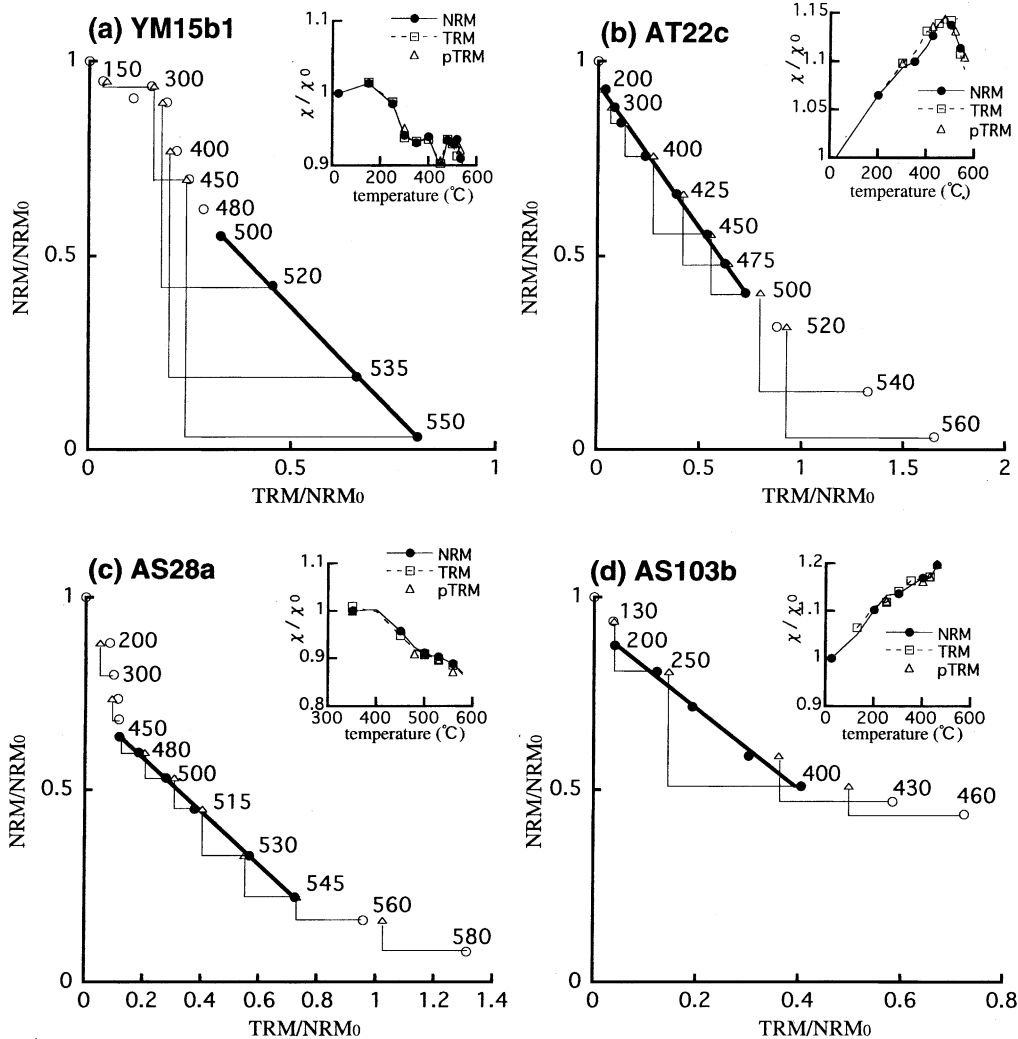 (a) YM15b1
NRM
TRM
pTRM
1.1
1
0.9
χ / χ0
0 200 400 600
temperature (℃)
1
0.5
0
NRM/NRM0
150
300
400
450
480
500
520
535
550
0 0.5 1
TRM/NRM0
(b) AT22c
1.15
1.1
1.05
1
χ / χ0
NRM
TRM
pTRM
0 200 400 600
temperature (℃)
1
0.5
0
NRM/NRM0
200
300
400
425
450
475
500
520
540
560
0 0.5 1 1.5 2
TRM/NRM0
(c) AS28a
NRM
TRM
pTRM
1.1
1
0.9
0.8
χ / χ0
300 400 500 600
temperature (℃)
1
0.5
0
NRM/NRM0
200
300
450
480
500
515
530
545
560
580
0 0.2 0.4 0.6 0.8 1 1.2 1.4
TRM/NRM0
(d) AS103b
1.2
1.1
1
0.9
χ / χ0
NRM
TRM
pTRM
0 200 400 600
temperature (℃)
1
0.5
0
NRM/NRM0
130
200
250
400
430
460
0 0.2 0.4 0.6 0.8
TRM/NRM0